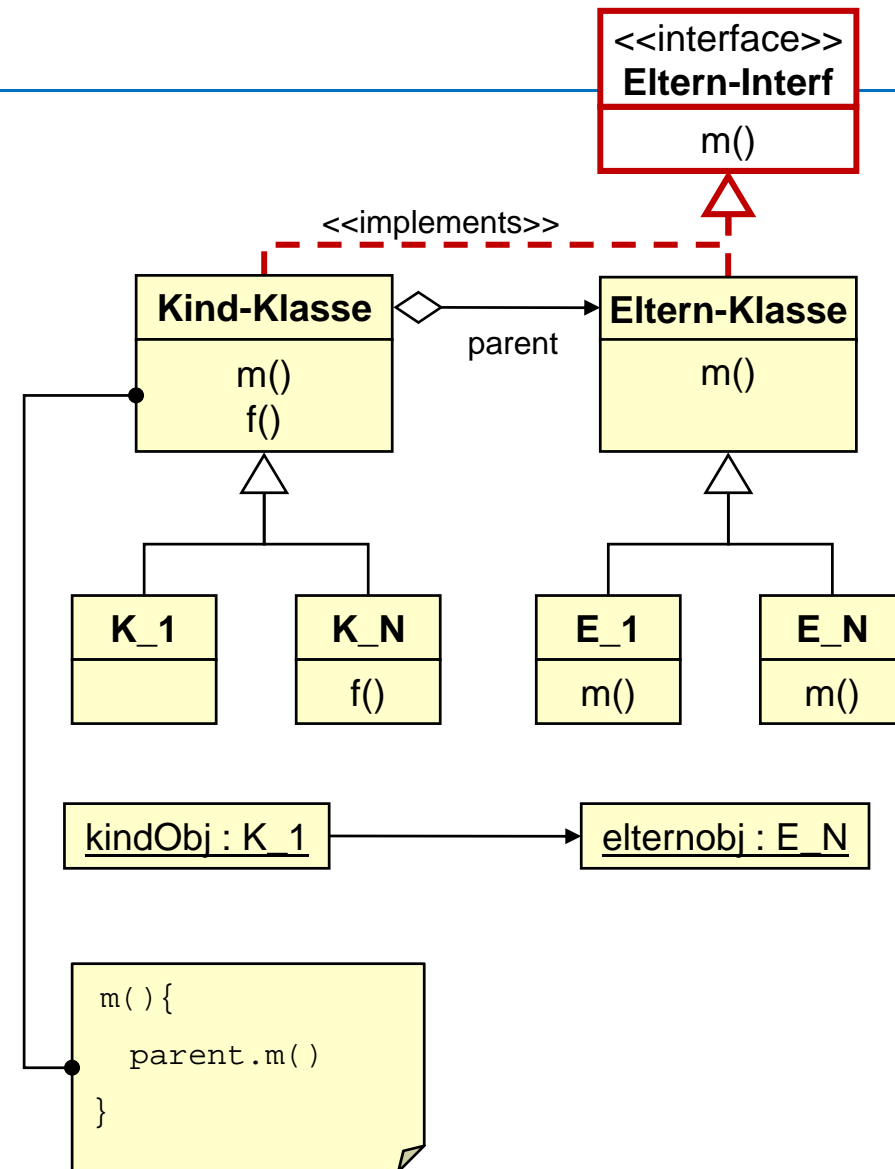 <<interface>>
Eltern-Interf
m()
<<implements>>
Kind-Klasse
m()
f()
parent
Eltern-Klasse
m()
K_1
K_N
f()
E_1
m()
E_N
m()
kindObj : K_1
elternobj : E_N
m(){
parent.m()
}